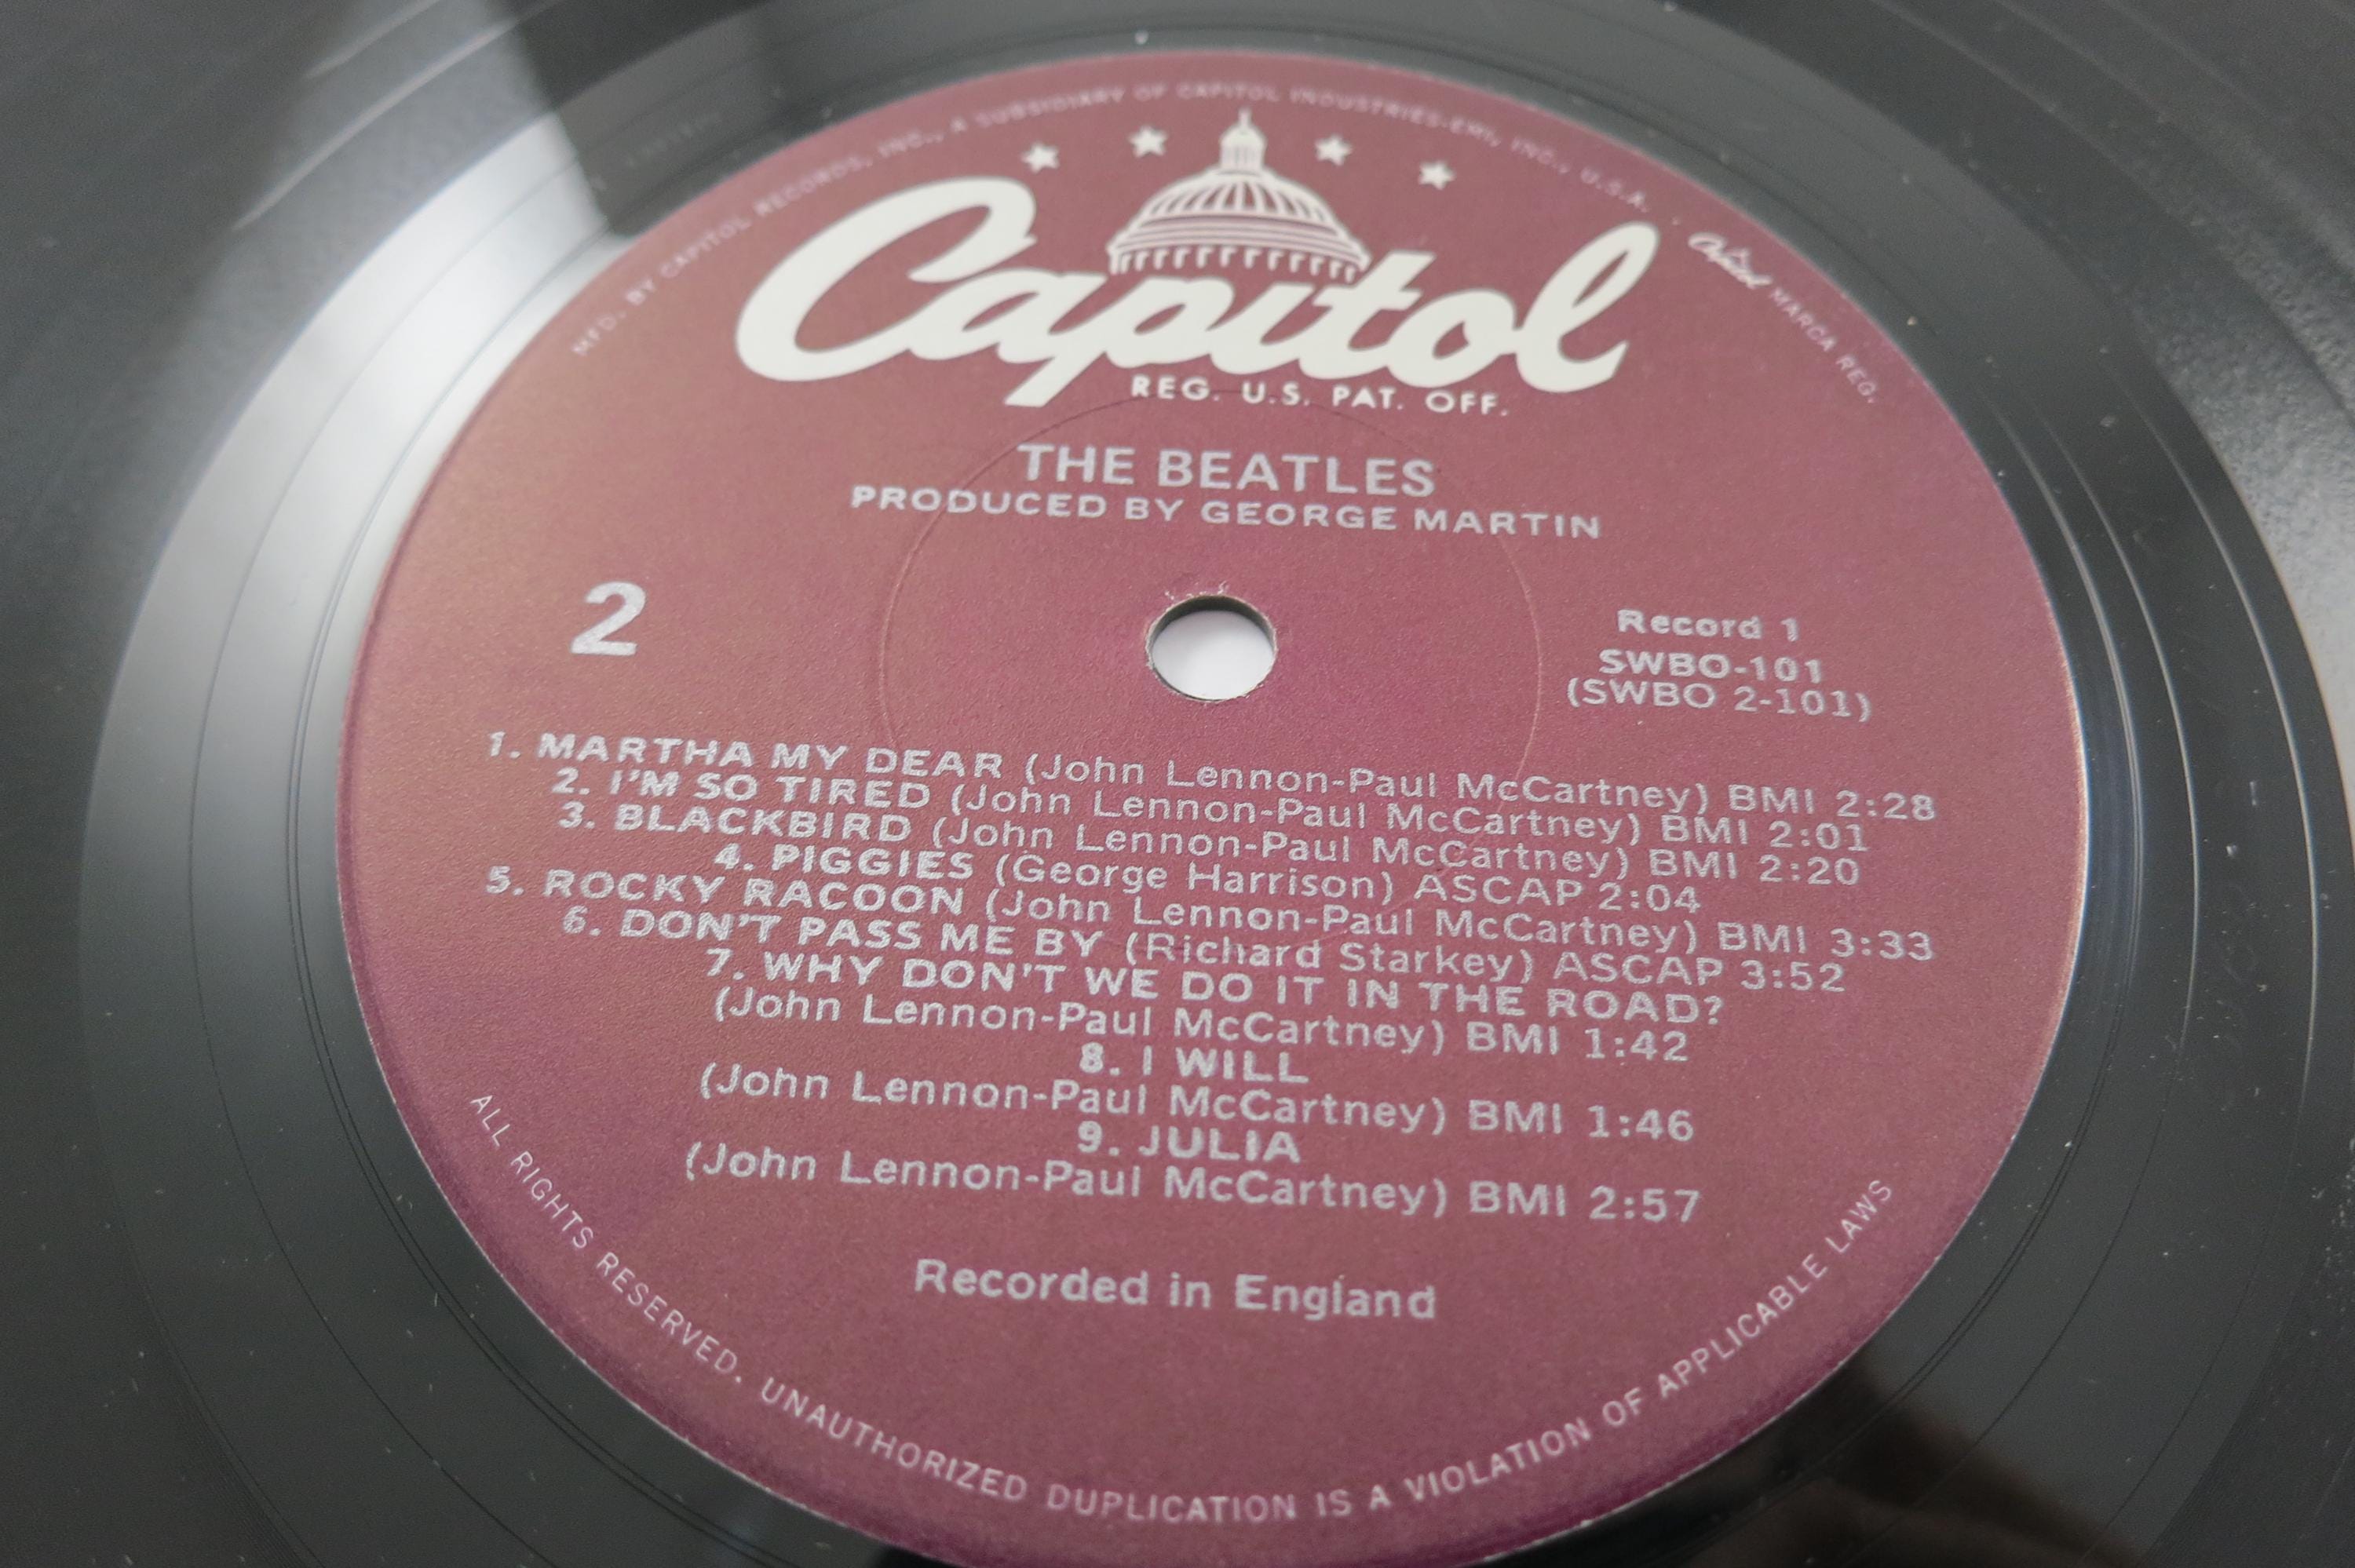 MFD. BY CAPITOL RECORDS, INC., A SUBSIDIARY OF CAPITOL INDUSTRIES-EMI, INC., U.S.A. · Capitol MARCA REG.
Capitol
REG. U.S. PAT. OFF.
THE BEATLES
PRODUCED BY GEORGE MARTIN
2
Record 1
SWBO-101
(SWBO 2-101)
1. MARTHA MY DEAR (John Lennon-Paul McCartney) BMI 2:28
2. I'M SO TIRED (John Lennon-Paul McCartney) BMI 2:01
3. BLACKBIRD (John Lennon-Paul McCartney) BMI 2:20
4. PIGGIES (George Harrison) ASCAP 2:04
5. ROCKY RACOON (John Lennon-Paul McCartney) BMI 3:33
6. DON'T PASS ME BY (Richard Starkey) ASCAP 3:52
7. WHY DON'T WE DO IT IN THE ROAD?
(John Lennon-Paul McCartney) BMI 1:42
8. I WILL
(John Lennon-Paul McCartney) BMI 1:46
9. JULIA
(John Lennon-Paul McCartney) BMI 2:57
Recorded in England
ALL RIGHTS RESERVED. UNAUTHORIZED DUPLICATION IS A VIOLATION OF APPLICABLE LAWS